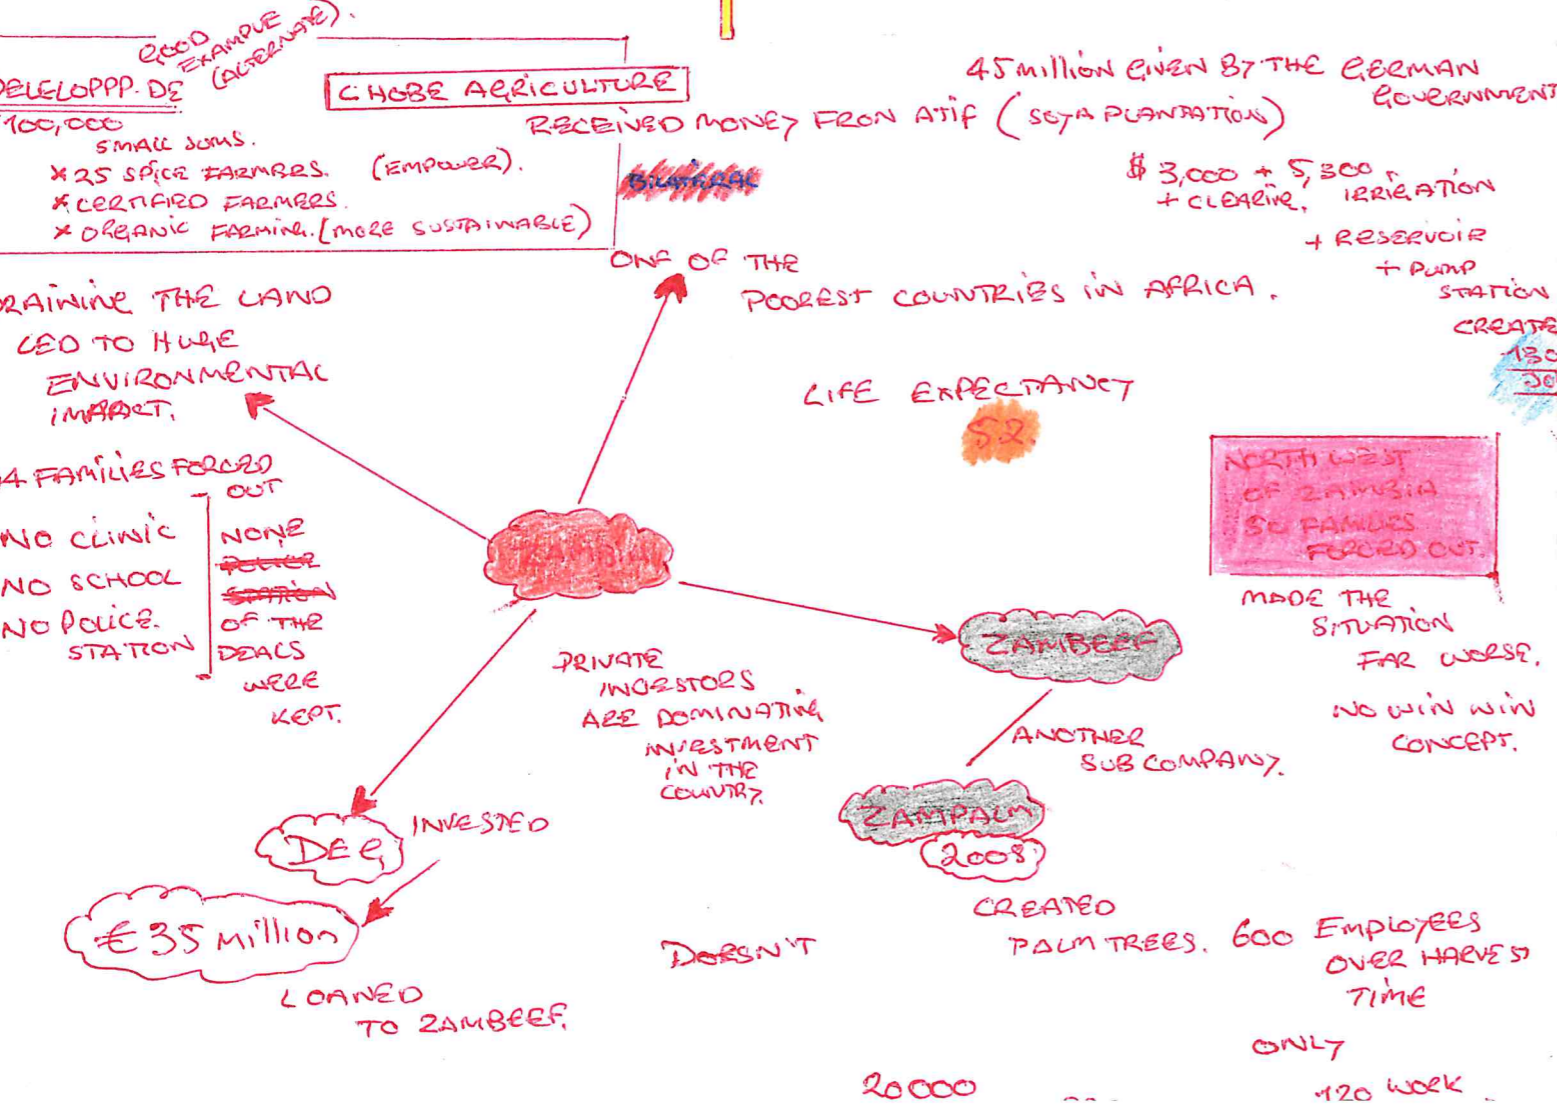 GOOD
EXAMPLE
(ALTERNATE).
DELELOPPP.DE
100,000
SMALL SUMS.
* 25 SPICE FARMERS. (EMPOWER).
* CERTIFIED FARMERS.
* ORGANIC FARMING. (MORE SUSTAINABLE)
CHOBE AGRICULTURE
RECEIVED MONEY FRON ATIF (SOYA PLANTATION)
BILATERAL
45 million GIVEN BY THE GERMAN
GOVERNMENT
$ 3,000 + 5,300,
+ CLEARING, IRRIGATION
+ RESERVOIR
+ PUMP
STATION
CREATE
130
JO
ONE OF THE
POOREST COUNTRIES IN AFRICA.
LIFE EXPECTANCY
52.
DRAINING THE LAND
LED TO HUGE
ENVIRONMENTAL
IMPACT.
4 FAMILIES FORCED
OUT
NO CLINIC
NO SCHOOL
NO POLICE.
STATION
NONE
POLICE
STATION
OF THE
DEALS
WERE
KEPT.
ZAMBIA
NORTH WEST
OF ZAMBIA
50 FAMILIES
FORCED OUT.
MADE THE
SITUATION
FAR WORSE.
NO WIN WIN
CONCEPT.
ZAMBEEF
ANOTHER
SUB COMPANY.
ZAMPALM
2008
CREATED
PALM TREES.
600 EMPLOYEES
OVER HARVEST
TIME
ONLY
120 WORK
PRIVATE
INVESTORS
ARE DOMINATING
INVESTMENT
IN THE
COUNTRY.
DEG
INVESTED
€35 million
LOANED
TO ZAMBEEF.
DOESN'T
20000